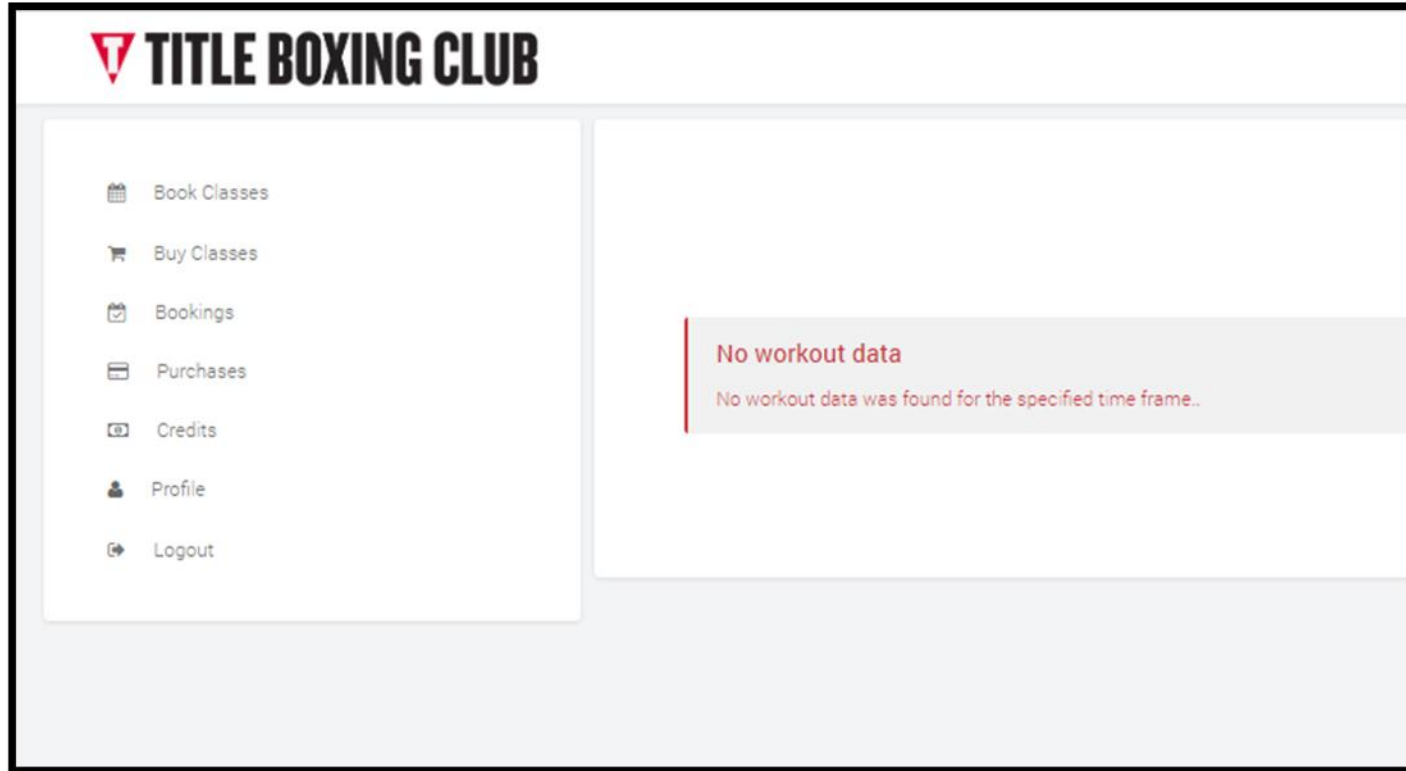 TITLE BOXING CLUB
Book Classes
Buy Classes
Bookings
Purchases
Credits
Profile
Logout
No workout data
No workout data was found for the specified time frame..